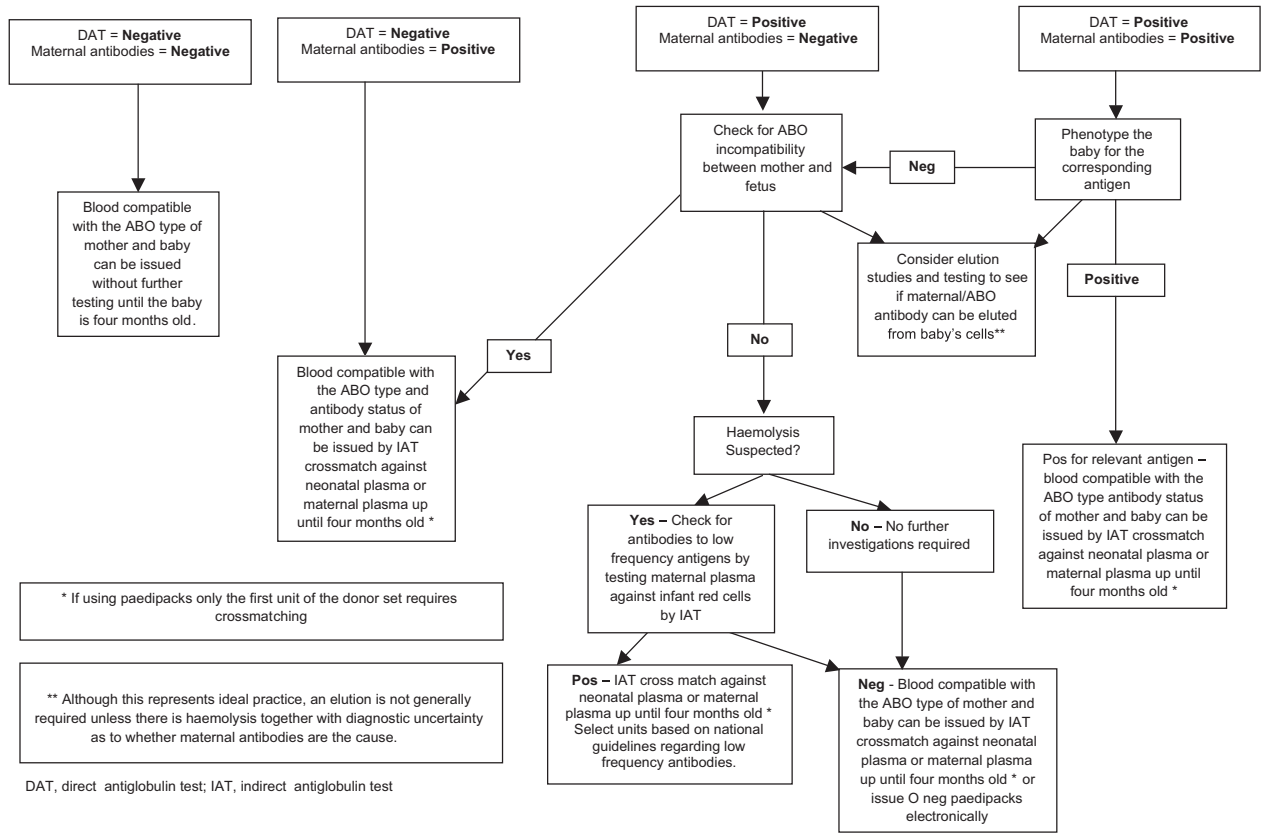 DAT = Negative
Maternal antibodies = Negative
DAT = Negative
Maternal antibodies = Positive
DAT = Positive
Maternal antibodies = Negative
DAT = Positive
Maternal antibodies = Positive
Check for ABO
incompatibility
between mother and
fetus
Neg
Phenotype the
baby for the
corresponding
antigen
Blood compatible
with the ABO type of
mother and baby
can be issued
without further
testing until the baby
is four months old.
Consider elution
studies and testing to see
if maternal/ABO
antibody can be eluted
from baby's cells**
Positive
Yes
No
Blood compatible with
the ABO type and
antibody status of
mother and baby can
be issued by IAT
crossmatch against
neonatal plasma or
maternal plasma up
until four months old *
Haemolysis
Suspected?
Pos for relevant antigen –
blood compatible with the
ABO type antibody status
of mother and baby can be
issued by IAT crossmatch
against neonatal plasma or
maternal plasma up until
four months old *
Yes – Check for
antibodies to low
frequency antigens by
testing maternal plasma
against infant red cells
by IAT
No – No further
investigations required
* If using paedipacks only the first unit of the donor set requires
crossmatching
Pos – IAT cross match against
neonatal plasma or maternal
plasma up until four months old *
Select units based on national
guidelines regarding low
frequency antibodies.
Neg - Blood compatible with
the ABO type of mother and
baby can be issued by IAT
crossmatch against neonatal
plasma or maternal plasma
up until four months old * or
issue O neg paedipacks
electronically
** Although this represents ideal practice, an elution is not generally
required unless there is haemolysis together with diagnostic uncertainty
as to whether maternal antibodies are the cause.
DAT, direct antiglobulin test; IAT, indirect antiglobulin test